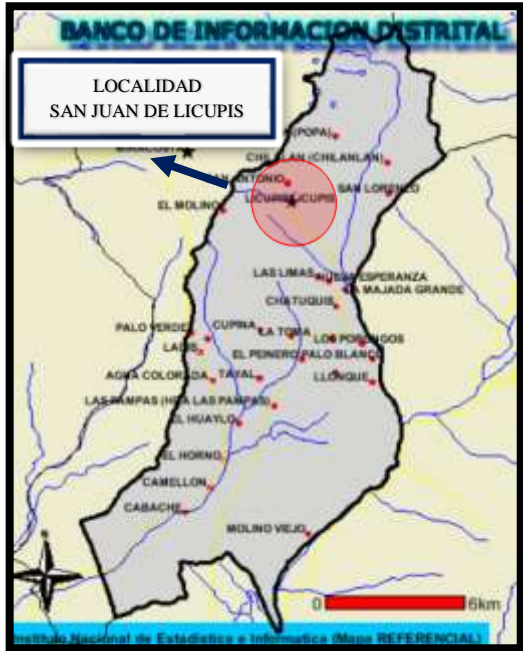 BANCO DE INFORMACION DISTRITAL
LOCALIDAD
SAN JUAN DE LICUPIS
(POPA)
CHILALAN (CHILANLAN)
SAN LORENZO
LICUPIS
LICUPIS
EL MOLINO
LAS LIMAS
NUEVA ESPERANZA
LA MAJADA GRANDE
CHATUQUIS
PALO VERDE
CUPINA
LA TOMA
LOS PORONGOS
EL PEINERO
PALO BLANCO
AGUA COLORADA
TAYAL
LLONQUE
LAS PAMPAS (HDA LAS PAMPAS)
EL HUAYLO
EL HORNO
CAMELLON
CABACHE
MOLINO VIEJO
N
0
6km
Instituto Nacional de Estadistica e Informatica (Mapa REFERENCIAL)